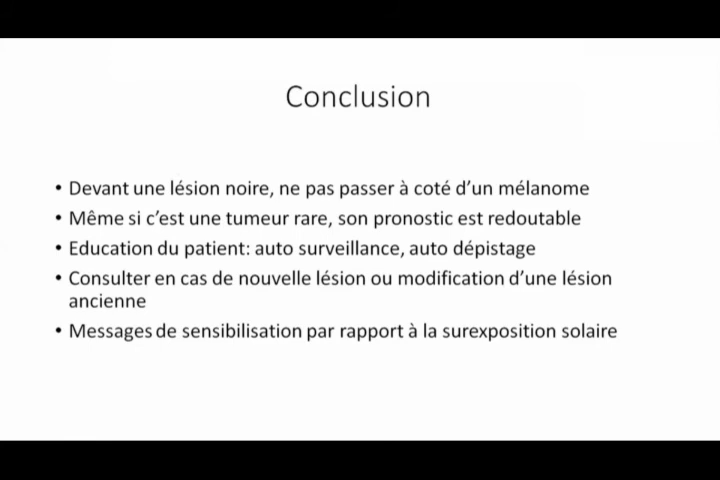 Conclusion
• Devant une lésion noire, ne pas passer à coté d’un mélanome
• Même si c’est une tumeur rare, son pronostic est redoutable
• Education du patient: auto surveillance, auto dépistage
• Consulter en cas de nouvelle lésion ou modification d’une lésion
ancienne
• Messages de sensibilisation par rapport à la surexposition solaire